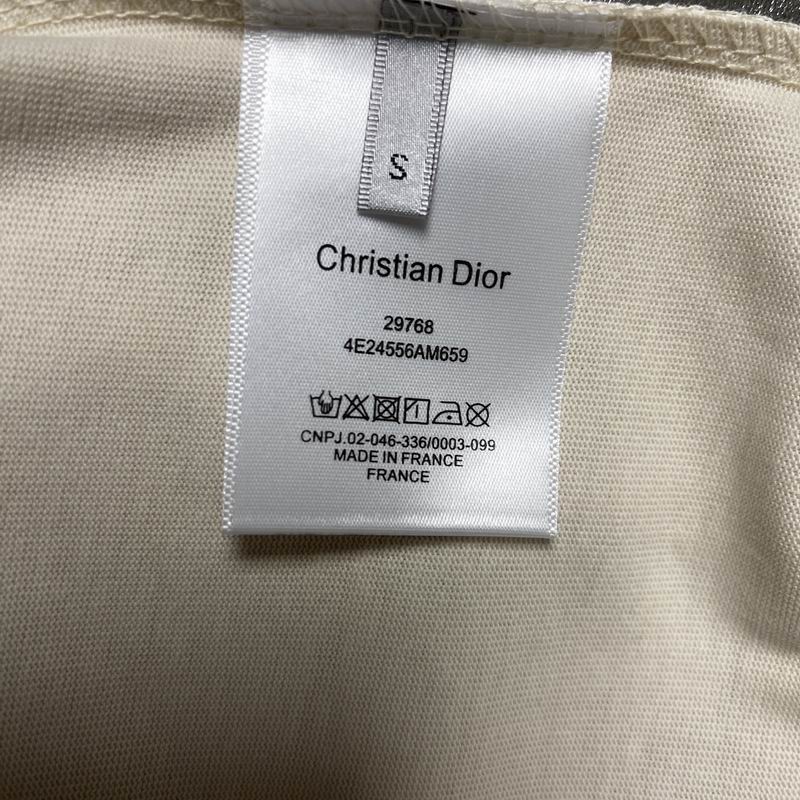 S
Christian Dior
29768
4E24556AM659
CNPJ.02-046-336/0003-099
MADE IN FRANCE
FRANCE